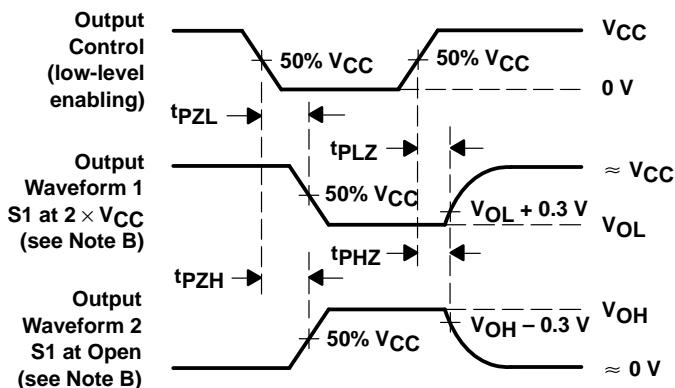 Output
Control
(low-level
enabling)
50% VCC
50% VCC
VCC
0 V
tPZL
tPLZ
Output
Waveform 1
S1 at 2 × VCC
(see Note B)
50% VCC
VOL + 0.3 V
≈ VCC
VOL
tPZH
tPHZ
Output
Waveform 2
S1 at Open
(see Note B)
50% VCC
VOH − 0.3 V
VOH
≈ 0 V